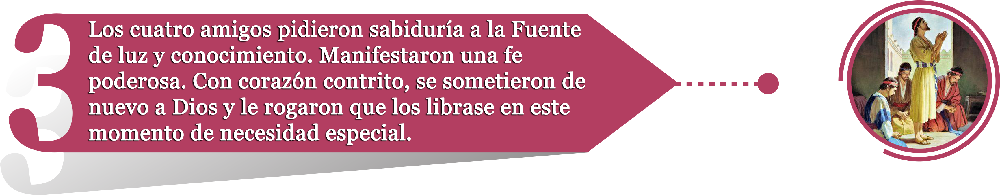 3
Los cuatro amigos pidieron sabiduría a la Fuente
de luz y conocimiento. Manifestaron una fe
poderosa. Con corazón contrito, se sometieron de
nuevo a Dios y le rogaron que los librase en este
momento de necesidad especial.